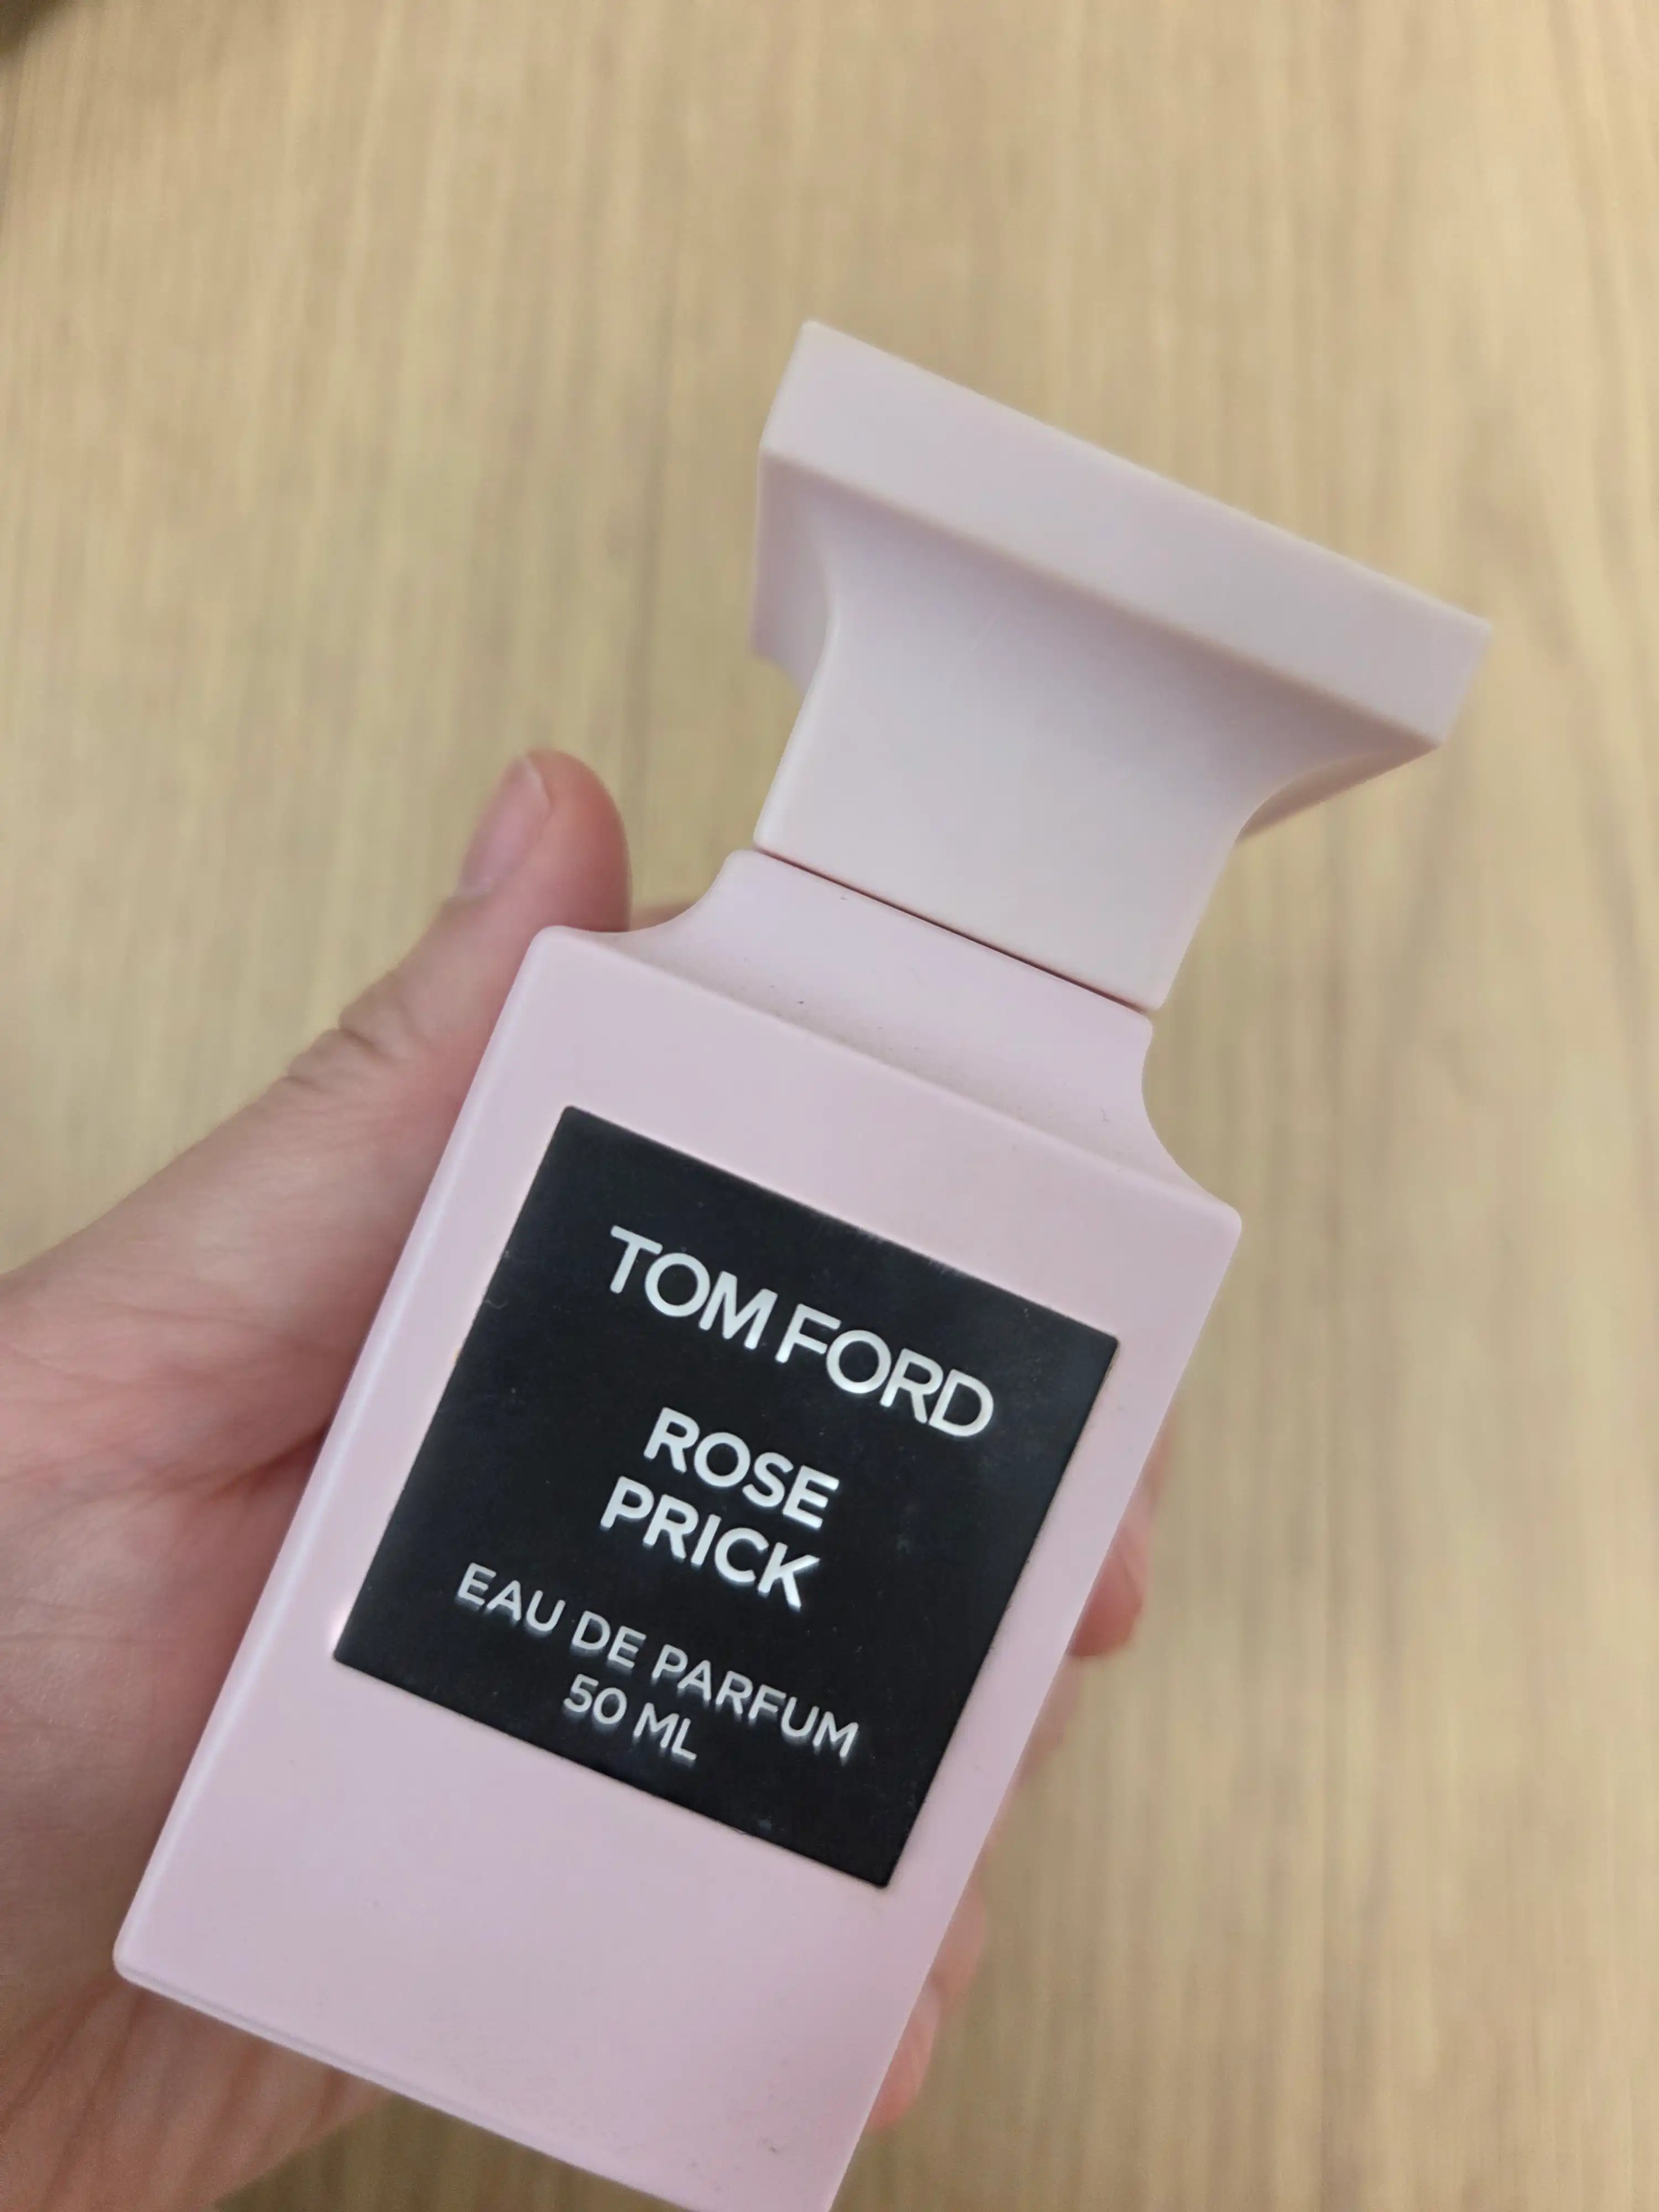 TOM FORD
ROSE
PRICK
EAU DE PARFUM
50 ML